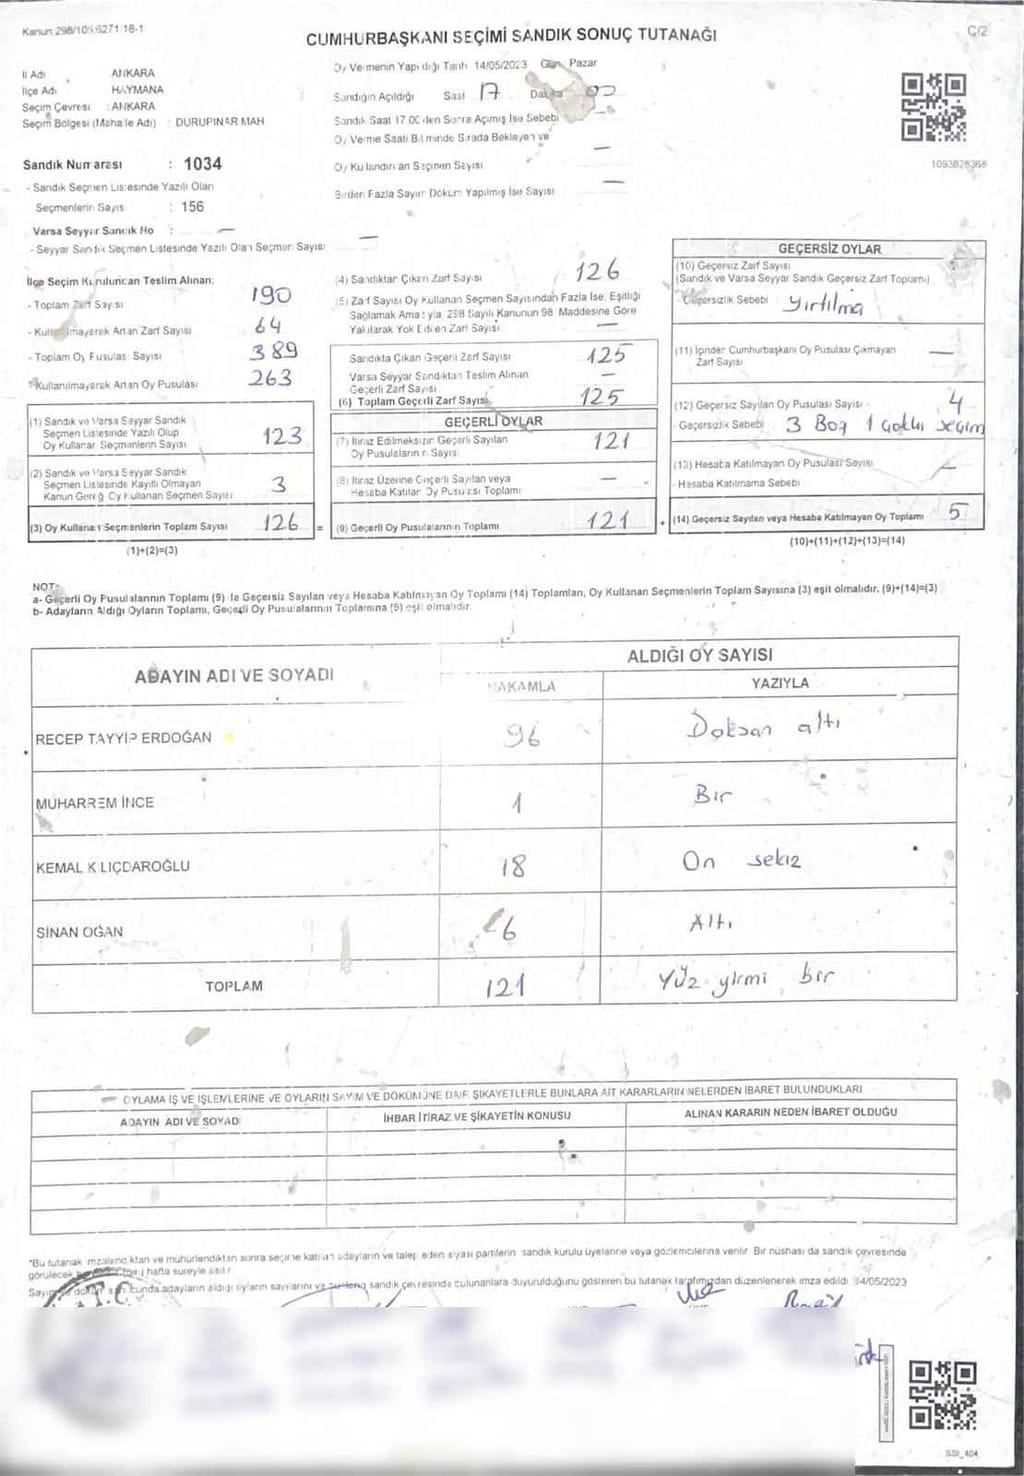 Kanun 298/105,6271/18-1
C/2
CUMHURBAŞKANI SEÇİMİ SANDIK SONUÇ TUTANAĞI
İl Adı ANKARA
İlçe Adı HAYMANA
Seçim Çevresi : ANKARA
Seçim Bölgesi (Mahalle Adı) : DURUPINAR MAH
Oy Vermenin Yapıldığı Tarih 14/05/2023 Gün Pazar
Sandığın Açıldığı Saat 17 Dakika 00
Sandık Saat 17.00'den Sonra Açılmış İse Sebebi —
Oy Verme Saati Bitiminde Sırada Bekleyen ve
Oy Kullandırılan Seçmen Sayısı —
Birden Fazla Sayım Döküm Yapılmış İse Sayısı —
1093828368
Sandık Numarası : 1034
- Sandık Seçmen Listesinde Yazılı Olan
Seçmenlerin Sayısı : 156
Varsa Seyyar Sandık No : —
- Seyyar Sandık Seçmen Listesinde Yazılı Olan Seçmen Sayısı —
İlçe Seçim Kurulundan Teslim Alınan;
- Toplam Zarf Sayısı 190
- Kullanılmayarak Artan Zarf Sayısı 64
- Toplam Oy Pusulası Sayısı 389
- Kullanılmayarak Artan Oy Pusulası 263
(1) Sandık ve Varsa Seyyar Sandık
Seçmen Listesinde Yazılı Olup
Oy Kullanan Seçmenlerin Sayısı 123
(2) Sandık ve Varsa Seyyar Sandık
Seçmen Listesinde Kayıtlı Olmayan
Kanun Gereği Oy Kullanan Seçmen Sayısı 3
(3) Oy Kullanan Seçmenlerin Toplam Sayısı 126 =
(1)+(2)=(3)
(4) Sandıktan Çıkan Zarf Sayısı 126
(5) Zarf Sayısı Oy Kullanan Seçmen Sayısından Fazla İse, Eşitliği
Sağlamak Amacıyla 298 Sayılı Kanunun 98. Maddesine Göre
Yakılarak Yok Edilen Zarf Sayısı —
Sandıkta Çıkan Geçerli Zarf Sayısı 125
Varsa Seyyar Sandıktan Teslim Alınan
Geçerli Zarf Sayısı —
(6) Toplam Geçerli Zarf Sayısı 125
GEÇERLİ OYLAR
(7) İtiraz Edilmeksizin Geçerli Sayılan
Oy Pusulalarının Sayısı 121
(8) İtiraz Üzerine Geçerli Sayılan veya
Hesaba Katılan Oy Pusulası Toplamı —
(9) Geçerli Oy Pusulalarının Toplamı 121 +
GEÇERSİZ OYLAR
(10) Geçersiz Zarf Sayısı
(Sandık ve Varsa Seyyar Sandık Geçersiz Zarf Toplamı)
- Geçersizlik Sebebi Yırtılma
(11) İçinden Cumhurbaşkanı Oy Pusulası Çıkmayan
Zarf Sayısı —
(12) Geçersiz Sayılan Oy Pusulası Sayısı 4
- Geçersizlik Sebebi 3 Boş 1 çoklu seçim
(13) Hesaba Katılmayan Oy Pusulası Sayısı —
- Hesaba Katılmama Sebebi
(14) Geçersiz Sayılan veya Hesaba Katılmayan Oy Toplamı 5
(10)+(11)+(12)+(13)=(14)
NOT:
a- Geçerli Oy Pusulalarının Toplamı (9) ile Geçersiz Sayılan veya Hesaba Katılmayan Oy Toplamı (14) Toplamları, Oy Kullanan Seçmenlerin Toplam Sayısına (3) eşit olmalıdır. (9)+(14)=(3)
b- Adayların Aldığı Oyların Toplamı, Geçerli Oy Pusulalarının Toplamına (9) eşit olmalıdır.
ADAYIN ADI VE SOYADI
ALDIĞI OY SAYISI
RAKAMLA YAZIYLA
RECEP TAYYİP ERDOĞAN 96 Doksan altı
MUHARREM İNCE 1 Bir
KEMAL KILIÇDAROĞLU 18 On sekiz
SİNAN OĞAN 6 Altı
TOPLAM 121 Yüz yirmi bir
OYLAMA İŞ VE İŞLEMLERİNE VE OYLARIN SAYIM VE DÖKÜMÜNE DAİR ŞİKAYETLERLE BUNLARA AİT KARARLARIN NELERDEN İBARET BULUNDUKLARI
ADAYIN ADI VE SOYADI İHBAR İTİRAZ VE ŞİKAYETİN KONUSU ALINAN KARARIN NEDEN İBARET OLDUĞU
*Bu tutanak imzalandıktan ve mühürlendikten sonra seçime katılan adayların ve talep eden siyasi partilerin sandık kurulu üyelerine veya gözlemcilerine verilir. Bir nüshası da sandık çevresinde
görülecek bir yere (bir) hafta süreyle asılır.
Sayım ve döküm sonucunda adayların aldığı oyların sayılarını ve sandık çevresinde bulunanlara duyurulduğunu gösteren bu tutanak tarafımızdan düzenlenerek imza edildi 14/05/2023
T.C.
SSI_404